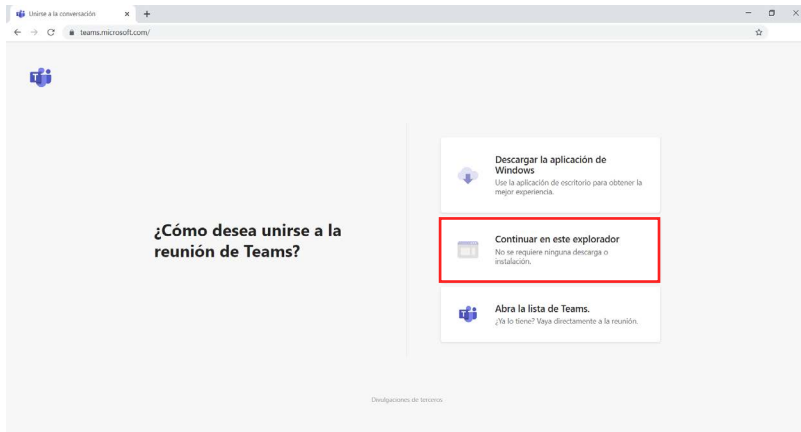 Unirse a la conversación
teams.microsoft.com/
¿Cómo desea unirse a la
reunión de Teams?
Descargar la aplicación de
Windows
Use la aplicación de escritorio para obtener la
mejor experiencia.
Continuar en este explorador
No se requiere ninguna descarga o
instalación.
Abra la lista de Teams.
¿Ya lo tiene? Vaya directamente a la reunión.
Divulgaciones de terceros